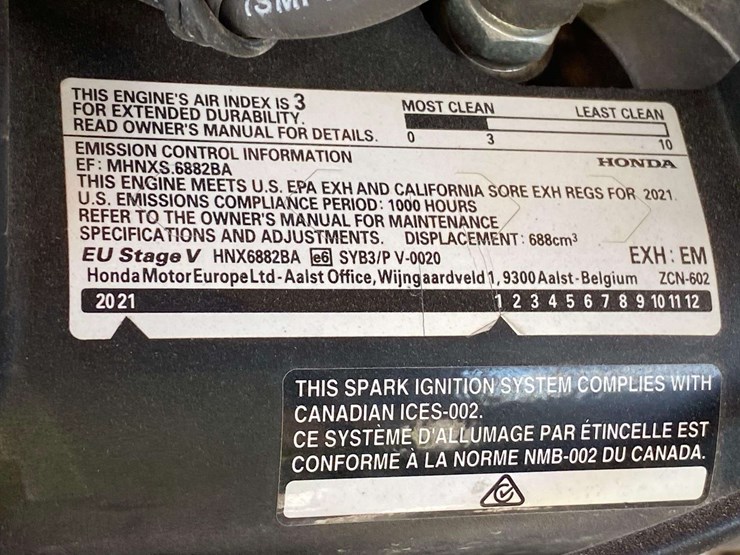 THIS ENGINE'S AIR INDEX IS 3
FOR EXTENDED DURABILITY.
READ OWNER'S MANUAL FOR DETAILS.
MOST CLEAN LEAST CLEAN
0 3 10
EMISSION CONTROL INFORMATION
HONDA
EF: MHNXS.6882BA
THIS ENGINE MEETS U.S. EPA EXH AND CALIFORNIA SORE EXH REGS FOR 2021.
U.S. EMISSIONS COMPLIANCE PERIOD: 1000 HOURS
REFER TO THE OWNER'S MANUAL FOR MAINTENANCE
SPECIFICATIONS AND ADJUSTMENTS. DISPLACEMENT: 688cm³
EU Stage V HNX6882BA e6 SYB3/P V-0020 EXH: EM
Honda Motor Europe Ltd - Aalst Office, Wijngaardveld 1, 9300 Aalst - Belgium ZCN-602
2021 1 2 3 4 5 6 7 8 9 10 11 12
THIS SPARK IGNITION SYSTEM COMPLIES WITH
CANADIAN ICES-002.
CE SYSTÈME D'ALLUMAGE PAR ÉTINCELLE EST
CONFORME À LA NORME NMB-002 DU CANADA.